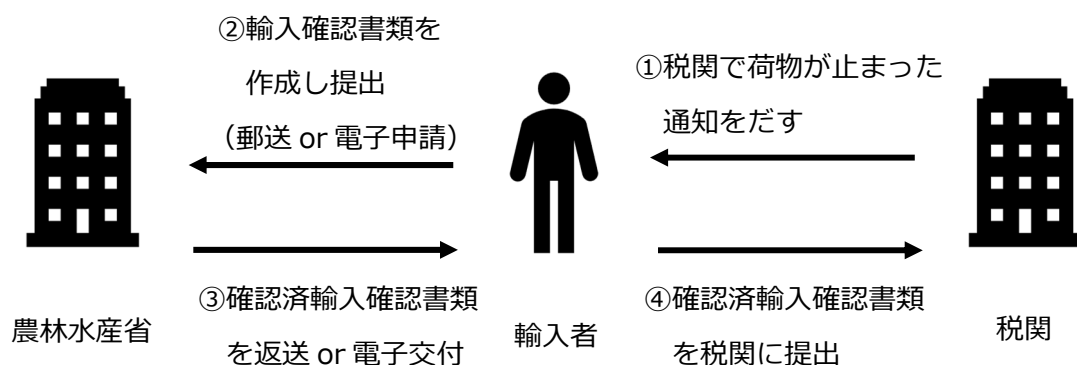 ②輸入確認書類を
作成し提出
（郵送 or 電子申請）
①税関で荷物が止まった
通知をだす
③確認済輸入確認書類
を返送 or 電子交付
④確認済輸入確認書類
を税関に提出
農林水産省
輸入者
税関